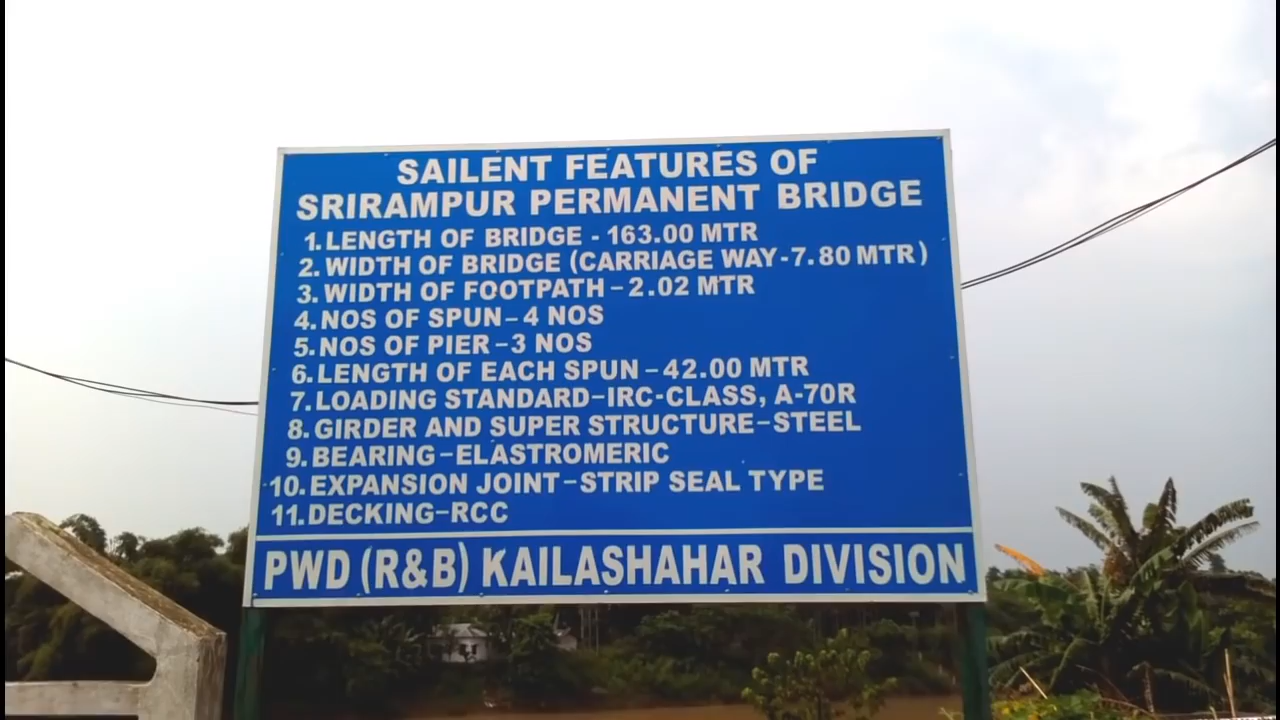 SAILENT FEATURES OF
SRIRAMPUR PERMANENT BRIDGE
1. LENGTH OF BRIDGE - 163.00 MTR
2. WIDTH OF BRIDGE (CARRIAGE WAY-7.80 MTR)
3. WIDTH OF FOOTPATH – 2.02 MTR
4. NOS OF SPUN – 4 NOS
5. NOS OF PIER – 3 NOS
6. LENGTH OF EACH SPUN – 42.00 MTR
7. LOADING STANDARD–IRC-CLASS, A-70R
8. GIRDER AND SUPER STRUCTURE–STEEL
9. BEARING –ELASTROMERIC
10. EXPANSION JOINT–STRIP SEAL TYPE
11. DECKING–RCC
PWD (R&B) KAILASHAHAR DIVISION